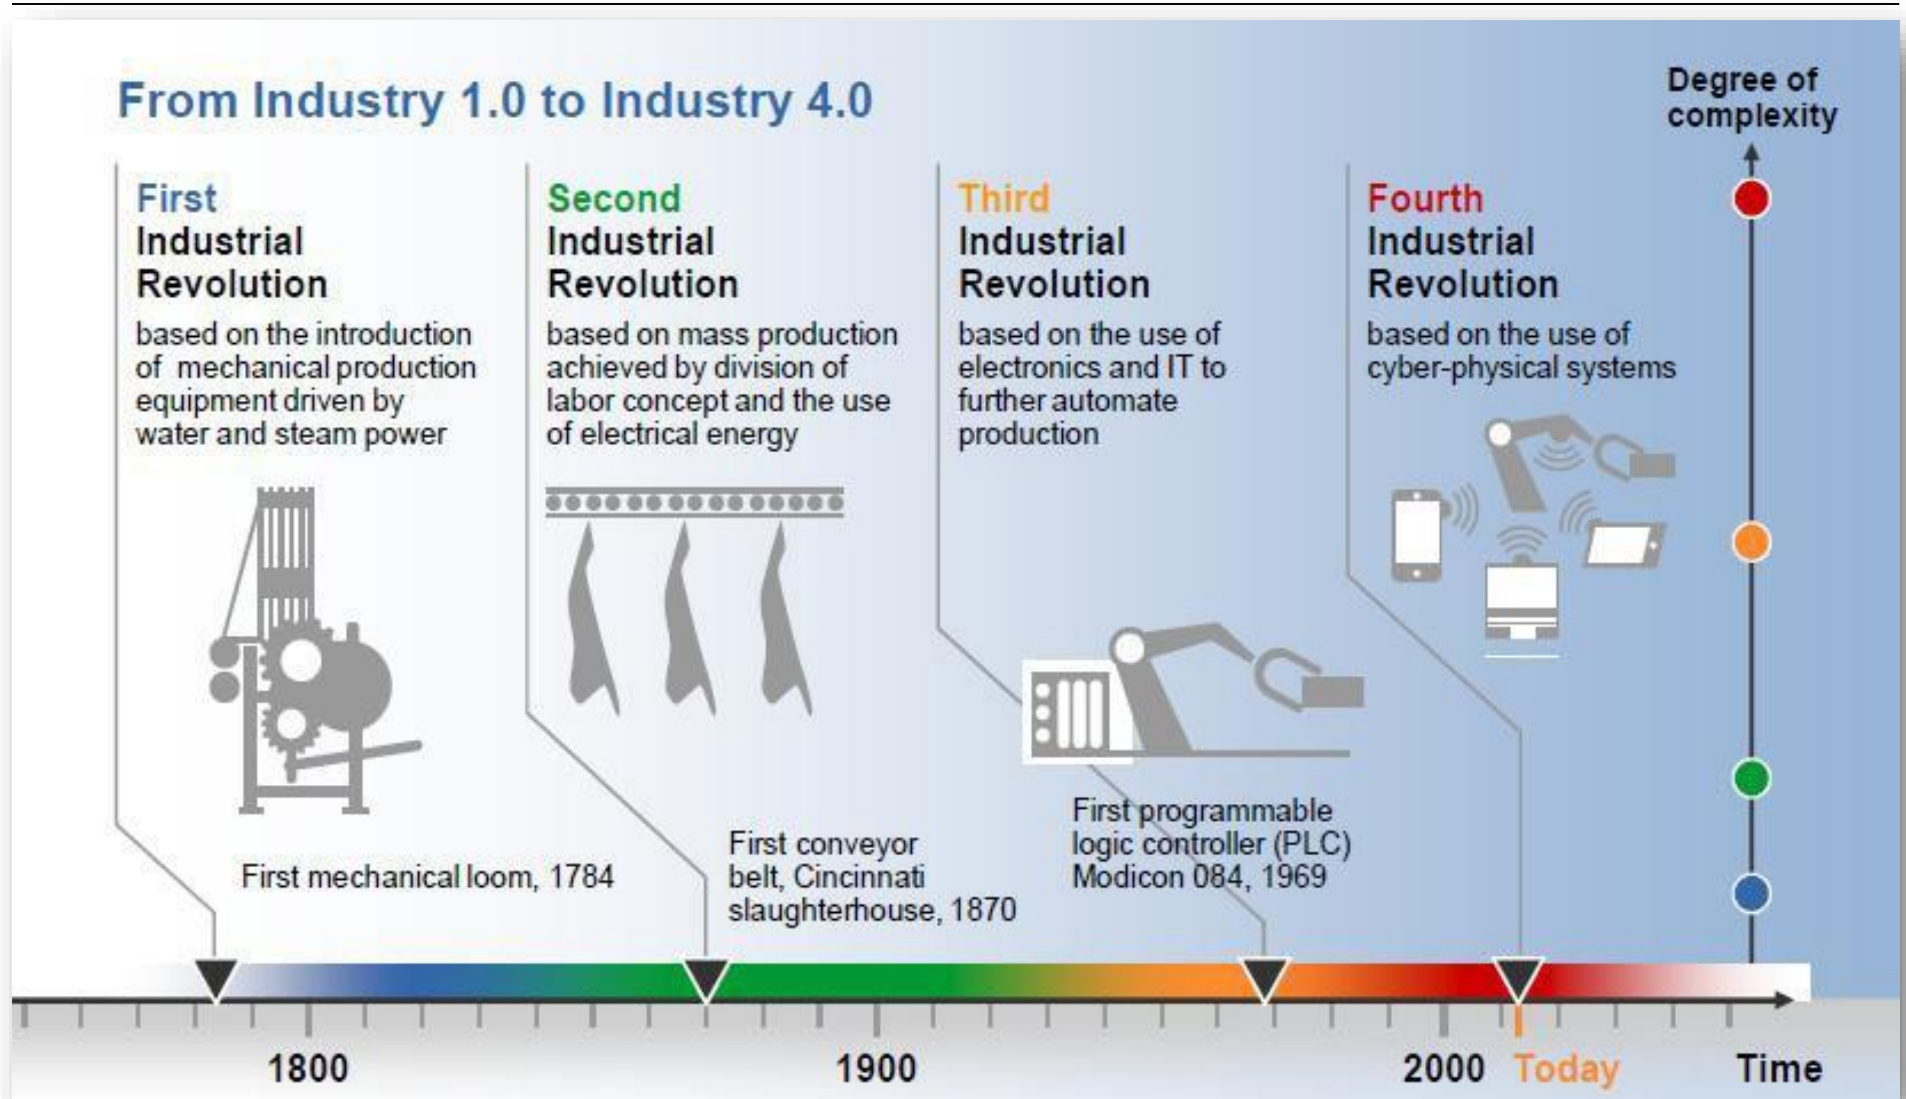 From Industry 1.0 to Industry 4.0
Degree of
complexity
First
Industrial
Revolution
based on the introduction
of mechanical production
equipment driven by
water and steam power
Second
Industrial
Revolution
based on mass production
achieved by division of
labor concept and the use
of electrical energy
Third
Industrial
Revolution
based on the use of
electronics and IT to
further automate
production
Fourth
Industrial
Revolution
based on the use of
cyber-physical systems
First mechanical loom, 1784
First conveyor
belt, Cincinnati
slaughterhouse, 1870
First programmable
logic controller (PLC)
Modicon 084, 1969
1800
1900
2000
Today
Time